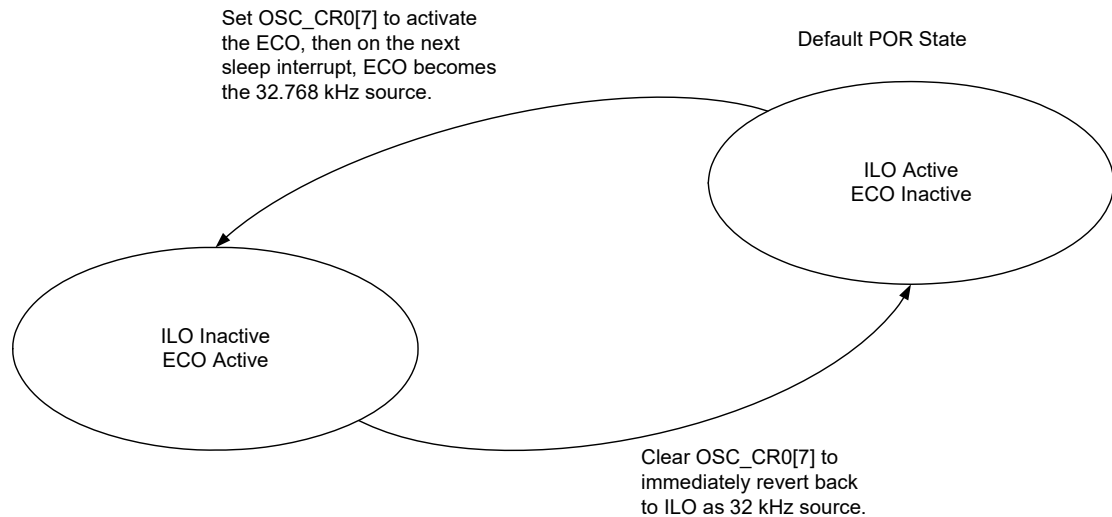 Set OSC_CR0[7] to activate
the ECO, then on the next
sleep interrupt, ECO becomes
the 32.768 kHz source.
Default POR State
ILO Active
ECO Inactive
ILO Inactive
ECO Active
Clear OSC_CR0[7] to
immediately revert back
to ILO as 32 kHz source.